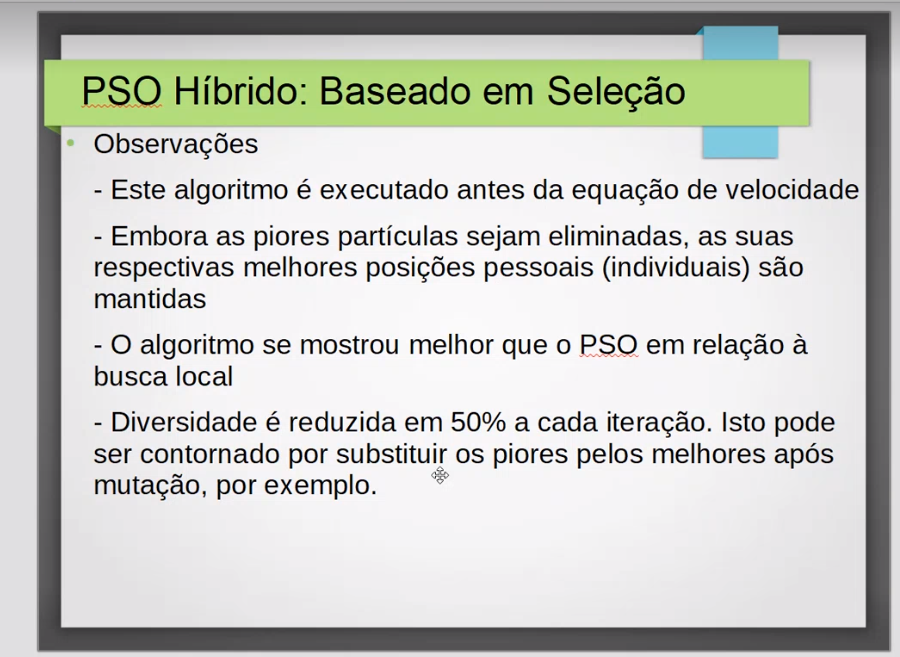 PSO Híbrido: Baseado em Seleção
Observações
- Este algoritmo é executado antes da equação de velocidade
- Embora as piores partículas sejam eliminadas, as suas
respectivas melhores posições pessoais (individuais) são
mantidas
- O algoritmo se mostrou melhor que o PSO em relação à
busca local
- Diversidade é reduzida em 50% a cada iteração. Isto pode
ser contornado por substituir os piores pelos melhores após
mutação, por exemplo.